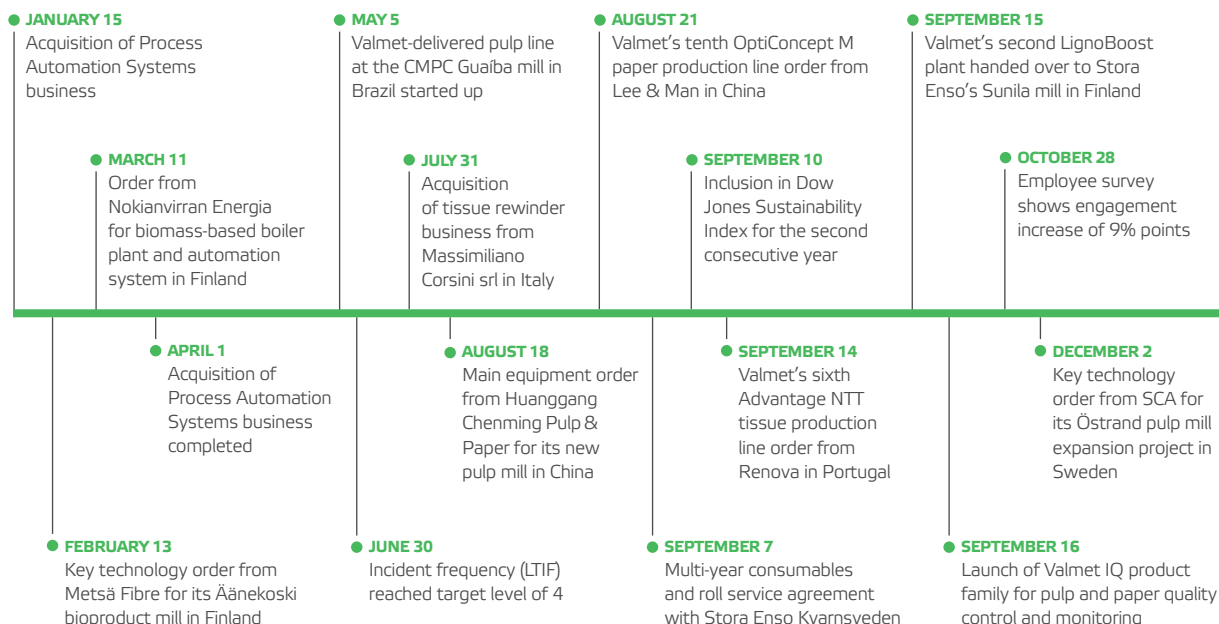 JANUARY 15
Acquisition of Process
Automation Systems
business
MAY 5
Valmet-delivered pulp line
at the CMPC Guaíba mill in
Brazil started up
AUGUST 21
Valmet's tenth OptiConcept M
paper production line order from
Lee & Man in China
SEPTEMBER 15
Valmet's second LignoBoost
plant handed over to Stora
Enso's Sunila mill in Finland
MARCH 11
Order from
Nokianvirran Energia
for biomass-based boiler
plant and automation
system in Finland
JULY 31
Acquisition
of tissue rewinder
business from
Massimiliano
Corsini srl in Italy
SEPTEMBER 10
Inclusion in Dow
Jones Sustainability
Index for the second
consecutive year
OCTOBER 28
Employee survey
shows engagement
increase of 9% points
APRIL 1
Acquisition of
Process Automation
Systems business
completed
AUGUST 18
Main equipment order
from Huanggang
Chenming Pulp &
Paper for its new
pulp mill in China
SEPTEMBER 14
Valmet's sixth
Advantage NTT
tissue production
line order from
Renova in Portugal
DECEMBER 2
Key technology
order from SCA for
its Östrand pulp mill
expansion project in
Sweden
FEBRUARY 13
Key technology order from
Metsä Fibre for its Äänekoski
bioproduct mill in Finland
JUNE 30
Incident frequency (LTIF)
reached target level of 4
SEPTEMBER 7
Multi-year consumables
and roll service agreement
with Stora Enso Kvarnsveden
SEPTEMBER 16
Launch of Valmet IQ product
family for pulp and paper quality
control and monitoring